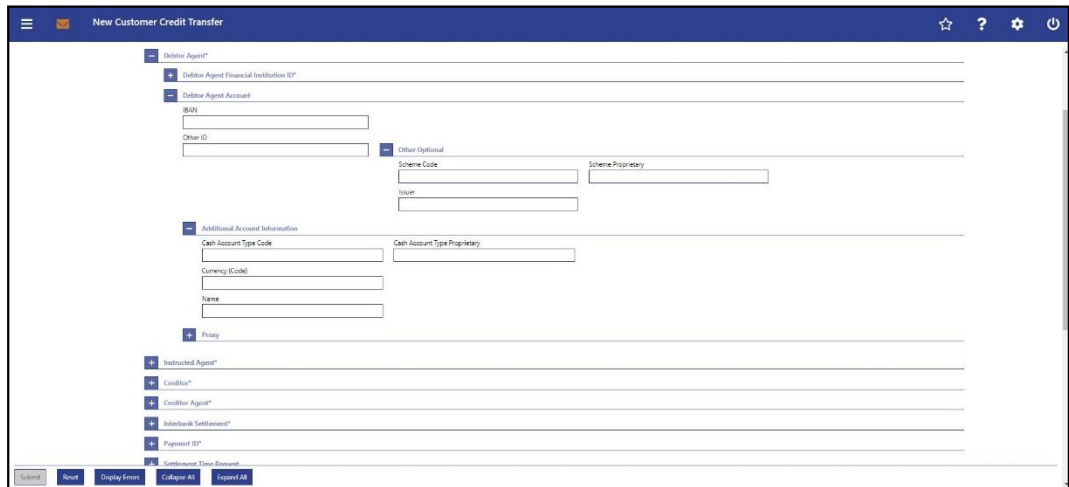 New Customer Credit Transfer
Debtor Agent*
Debtor Agent Financial Institution ID*
Debtor Agent Account
IBAN
Other ID
Other Optional
Scheme Code Scheme Proprietary
Issuer
Additional Account Information
Cash Account Type Code Cash Account Type Proprietary
Currency (Code)
Name
Proxy
Instructed Agent*
Creditor*
Creditor Agent*
Interbank Settlement*
Payment ID*
Settlement Time Request
Submit Reset Display Errors Collapse All Expand All